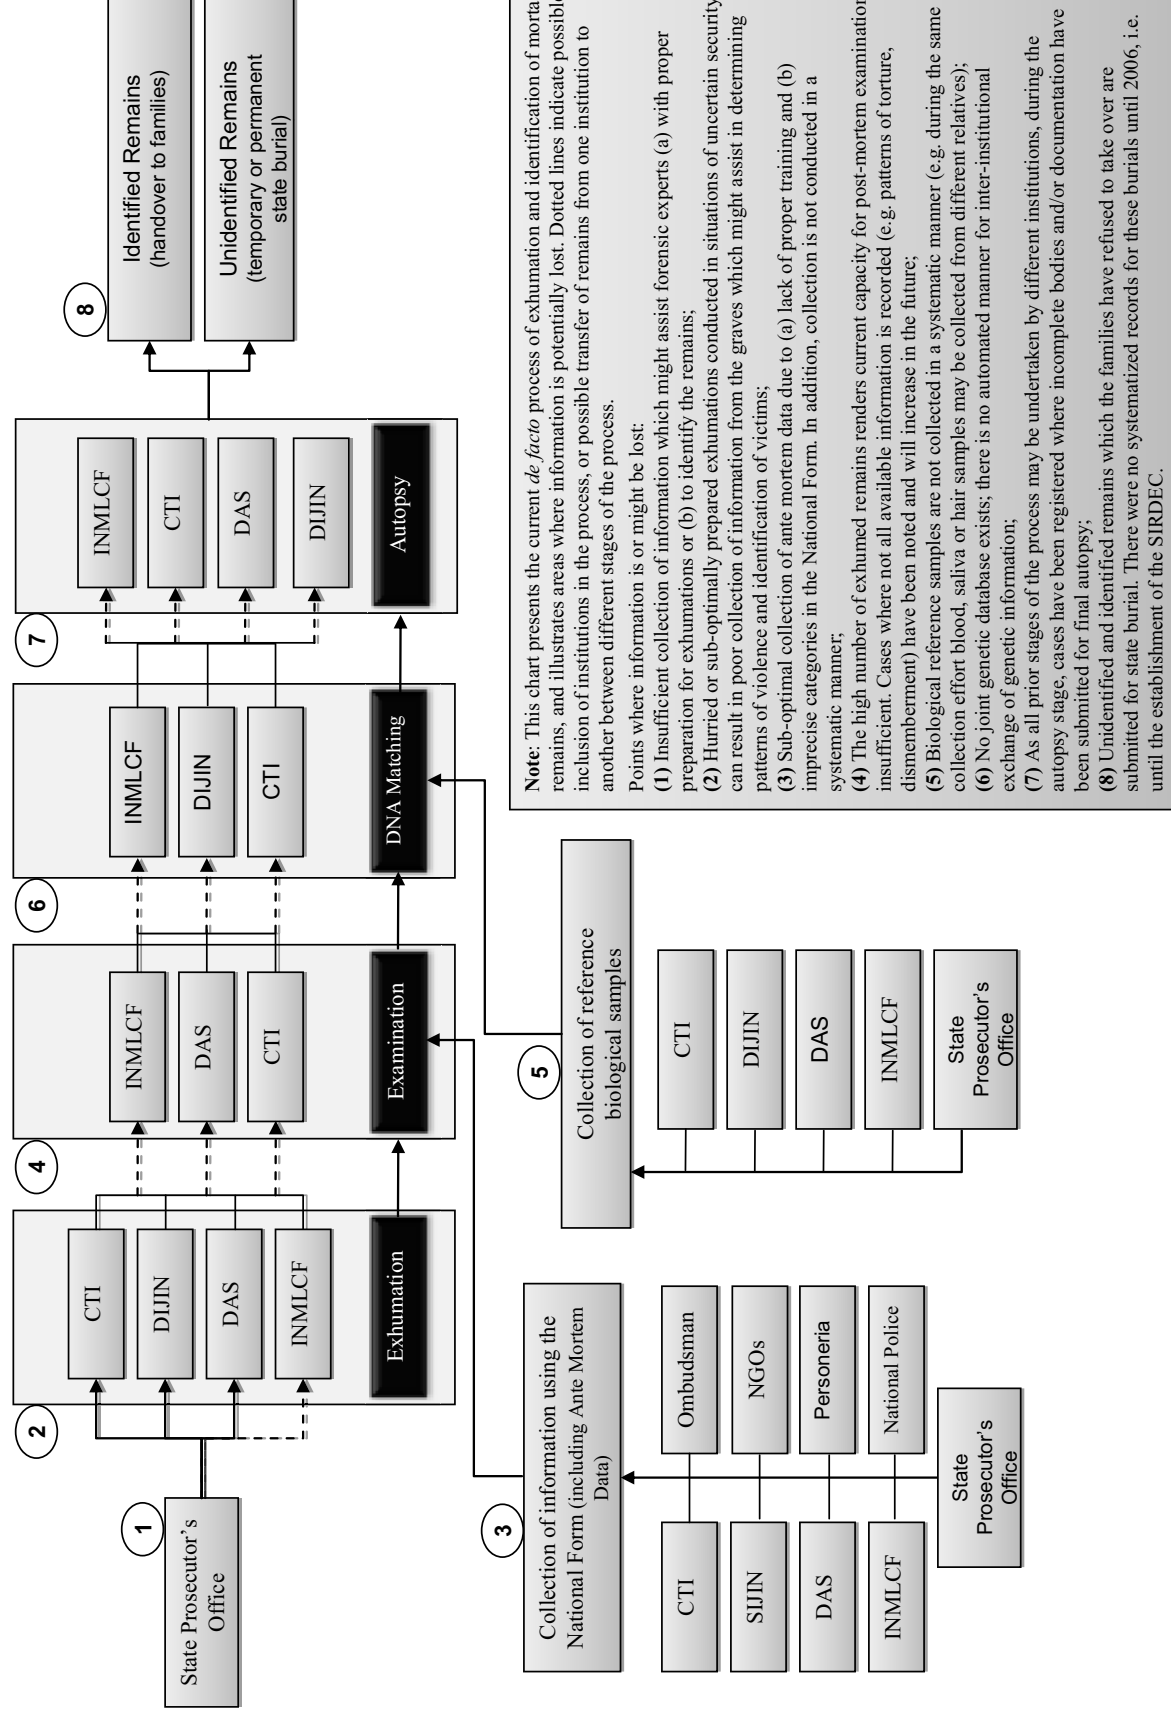 1
State Prosecutor's
Office
2
CTI
DIJIN
DAS
INMLCF
Exhumation
4
INMLCF
DAS
CTI
Examination
6
INMLCF
DIJIN
CTI
DNA Matching
7
INMLCF
CTI
DAS
DIJIN
Autopsy
8
Identified Remains
(handover to families)
Unidentified Remains
(temporary or permanent
state burial)
3
Collection of information using the
National Form (including Ante Mortem
Data)
CTI
Ombudsman
SIJIN
NGOs
DAS
Personeria
INMLCF
National Police
State
Prosecutor's
Office
5
Collection of reference
biological samples
CTI
DIJIN
DAS
INMLCF
State
Prosecutor's
Office
Note: This chart presents the current de facto process of exhumation and identification of morta
remains, and illustrates areas where information is potentially lost. Dotted lines indicate possible
inclusion of institutions in the process, or possible transfer of remains from one institution to
another between different stages of the process.
Points where information is or might be lost:
(1) Insufficient collection of information which might assist forensic experts (a) with proper
preparation for exhumations or (b) to identify the remains;
(2) Hurried or sub-optimally prepared exhumations conducted in situations of uncertain security
can result in poor collection of information from the graves which might assist in determining
patterns of violence and identification of victims;
(3) Sub-optimal collection of ante mortem data due to (a) lack of proper training and (b)
imprecise categories in the National Form. In addition, collection is not conducted in a
systematic manner;
(4) The high number of exhumed remains renders current capacity for post-mortem examination
insufficient. Cases where not all available information is recorded (e.g. patterns of torture,
dismemberment) have been noted and will increase in the future;
(5) Biological reference samples are not collected in a systematic manner (e.g. during the same
collection effort blood, saliva or hair samples may be collected from different relatives);
(6) No joint genetic database exists; there is no automated manner for inter-institutional
exchange of genetic information;
(7) As all prior stages of the process may be undertaken by different institutions, during the
autopsy stage, cases have been registered where incomplete bodies and/or documentation have
been submitted for final autopsy;
(8) Unidentified and identified remains which the families have refused to take over are
submitted for state burial. There were no systematized records for these burials until 2006, i.e.
until the establishment of the SIRDEC.